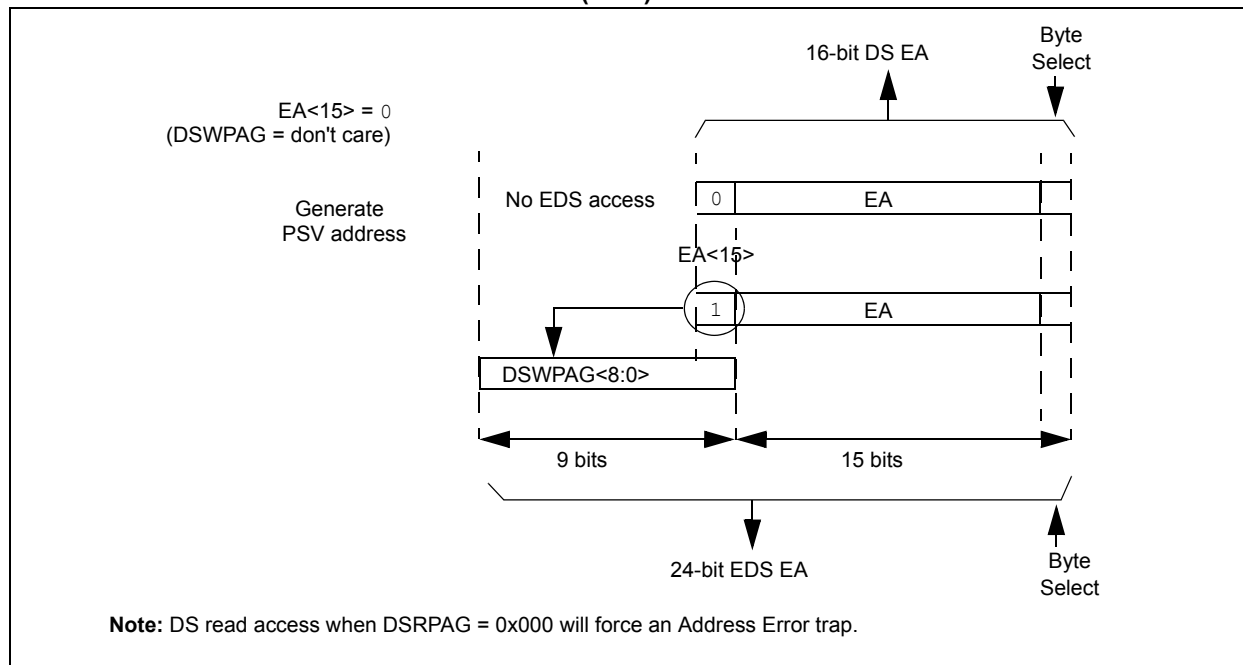 16-bit DS EA
Byte
Select
EA<15> = 0
(DSWPAG = don't care)
Generate
PSV address
No EDS access
0
EA
EA<15>
1
EA
DSWPAG<8:0>
9 bits
15 bits
24-bit EDS EA
Byte
Select
Note: DS read access when DSRPAG = 0x000 will force an Address Error trap.